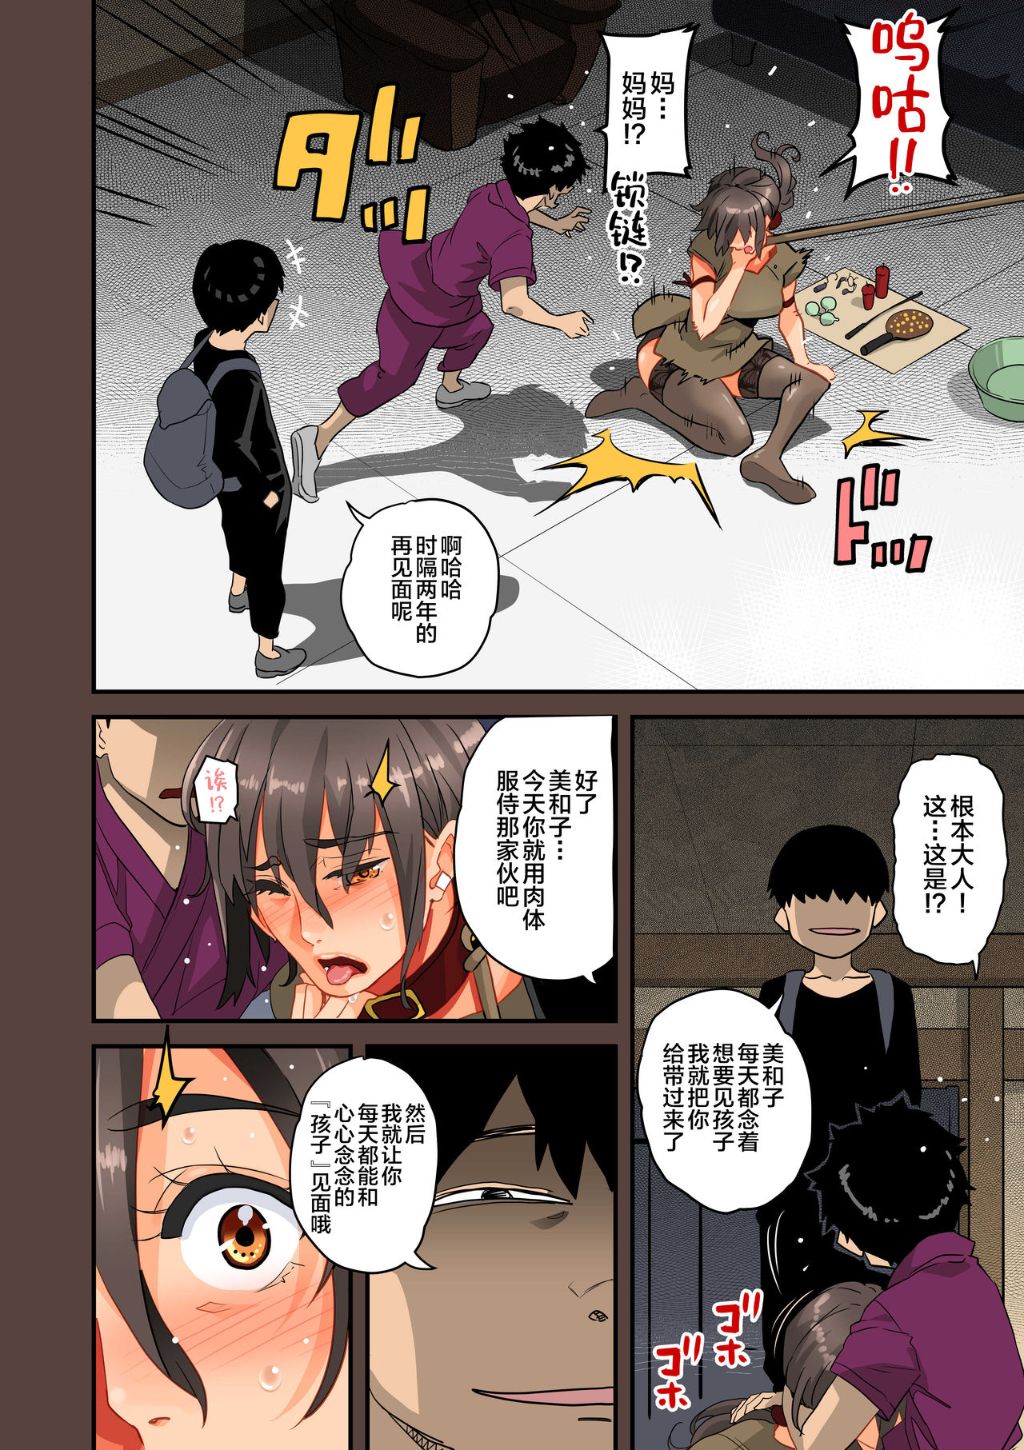 呜咕!!
妈…
妈妈!?
锁链!?
ダダッ
ドドッ
啊哈哈
时隔两年的
再见面呢
根本大人！
这…这是!?
美和子
每天都念着
想要见孩子
我就把你
给带过来了
ゴホ
ゴホ
好了
美和子…
今天你就用肉体
服侍那家伙吧
诶!?
然后
我就让你
每天都能和
心心念念的
『孩子』见面哦